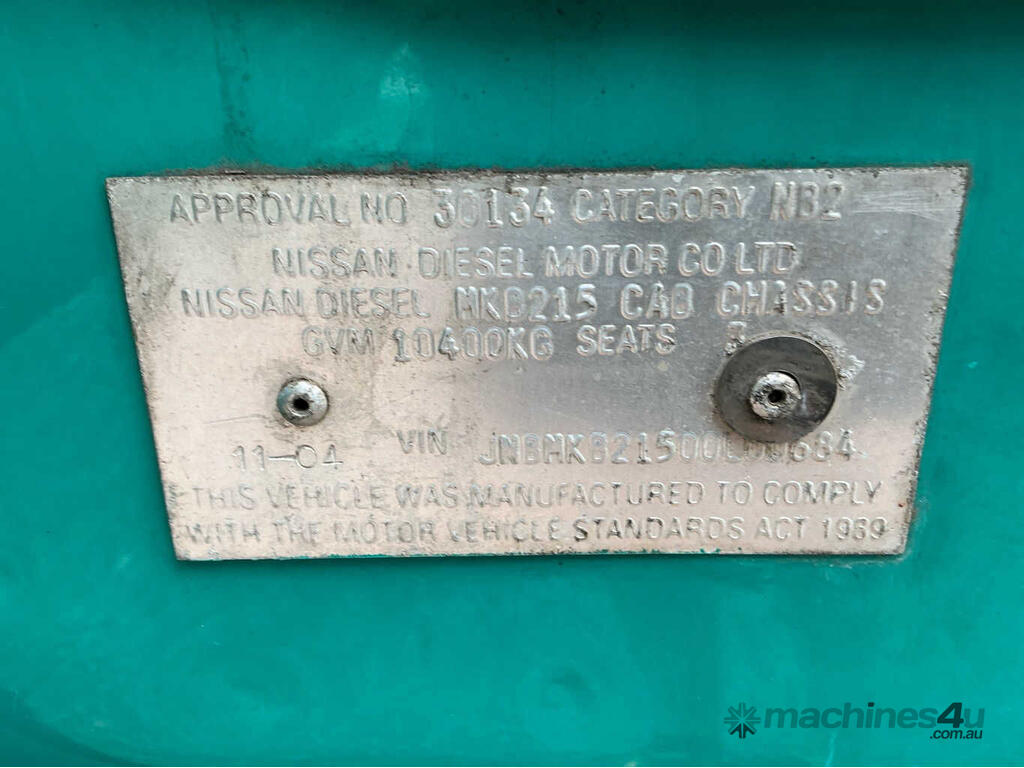 APPROVAL NO 30134 CATEGORY NB2
NISSAN DIESEL MOTOR CO LTD
NISSAN DIESEL MKB215 CAB CHASSIS
GVM 10400KG SEATS
11-04 VIN
THIS VEHICLE WAS MANUFACTURED TO COMPLY
WITH THE MOTOR VEHICLE STANDARDS ACT 1989
machines4u
.com.au